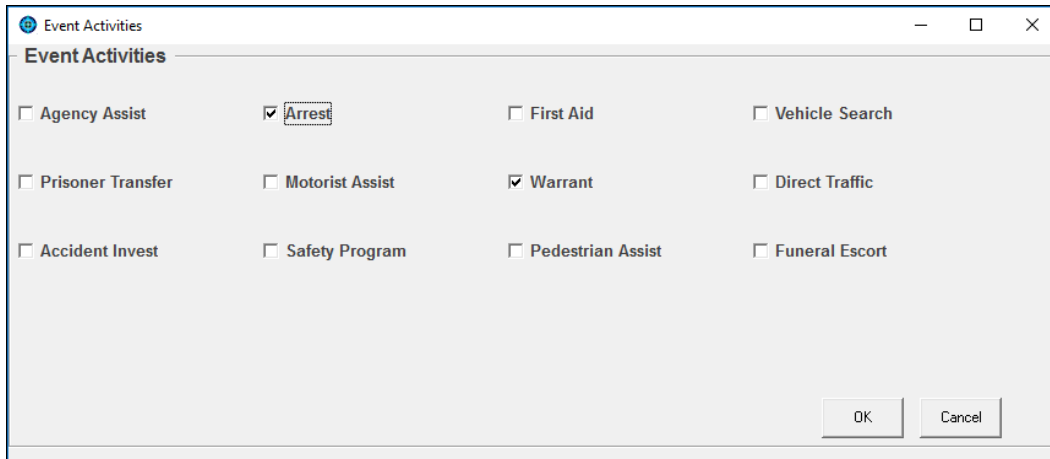 Event Activities
Event Activities
Agency Assist Arrest First Aid Vehicle Search
Prisoner Transfer Motorist Assist Warrant Direct Traffic
Accident Invest Safety Program Pedestrian Assist Funeral Escort
OK Cancel